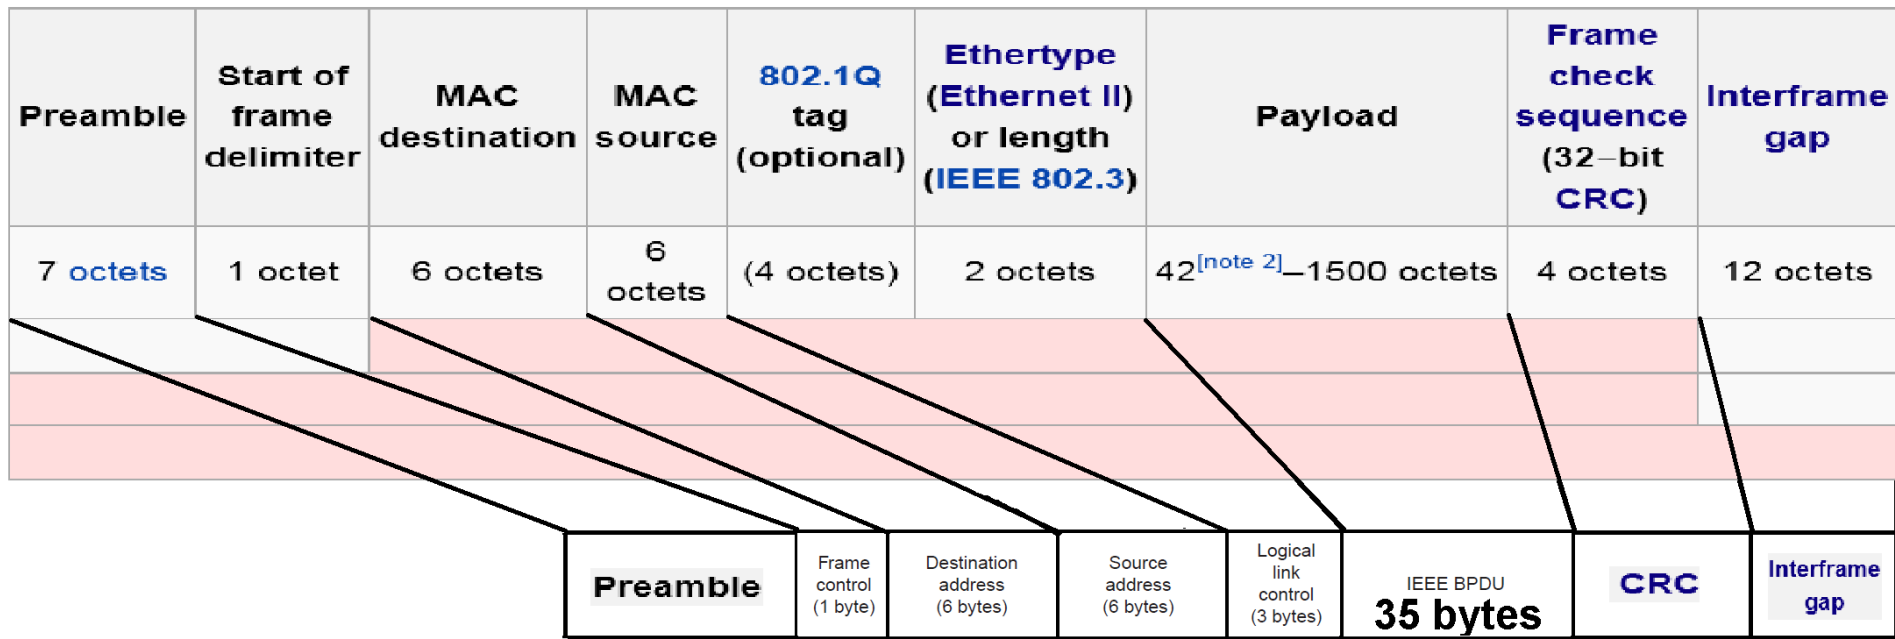 Preamble
Start of
frame
delimiter
MAC
destination
MAC
source
802.1Q
tag
(optional)
Ethertype
(Ethernet II)
or length
(IEEE 802.3)
Payload
Frame
check
sequence
(32–bit
CRC)
Interframe
gap
7 octets
1 octet
6 octets
6
octets
(4 octets)
2 octets
42[note 2]–1500 octets
4 octets
12 octets
Preamble
Frame
control
(1 byte)
Destination
address
(6 bytes)
Source
address
(6 bytes)
Logical
link
control
(3 bytes)
IEEE BPDU
35 bytes
CRC
Interframe
gap